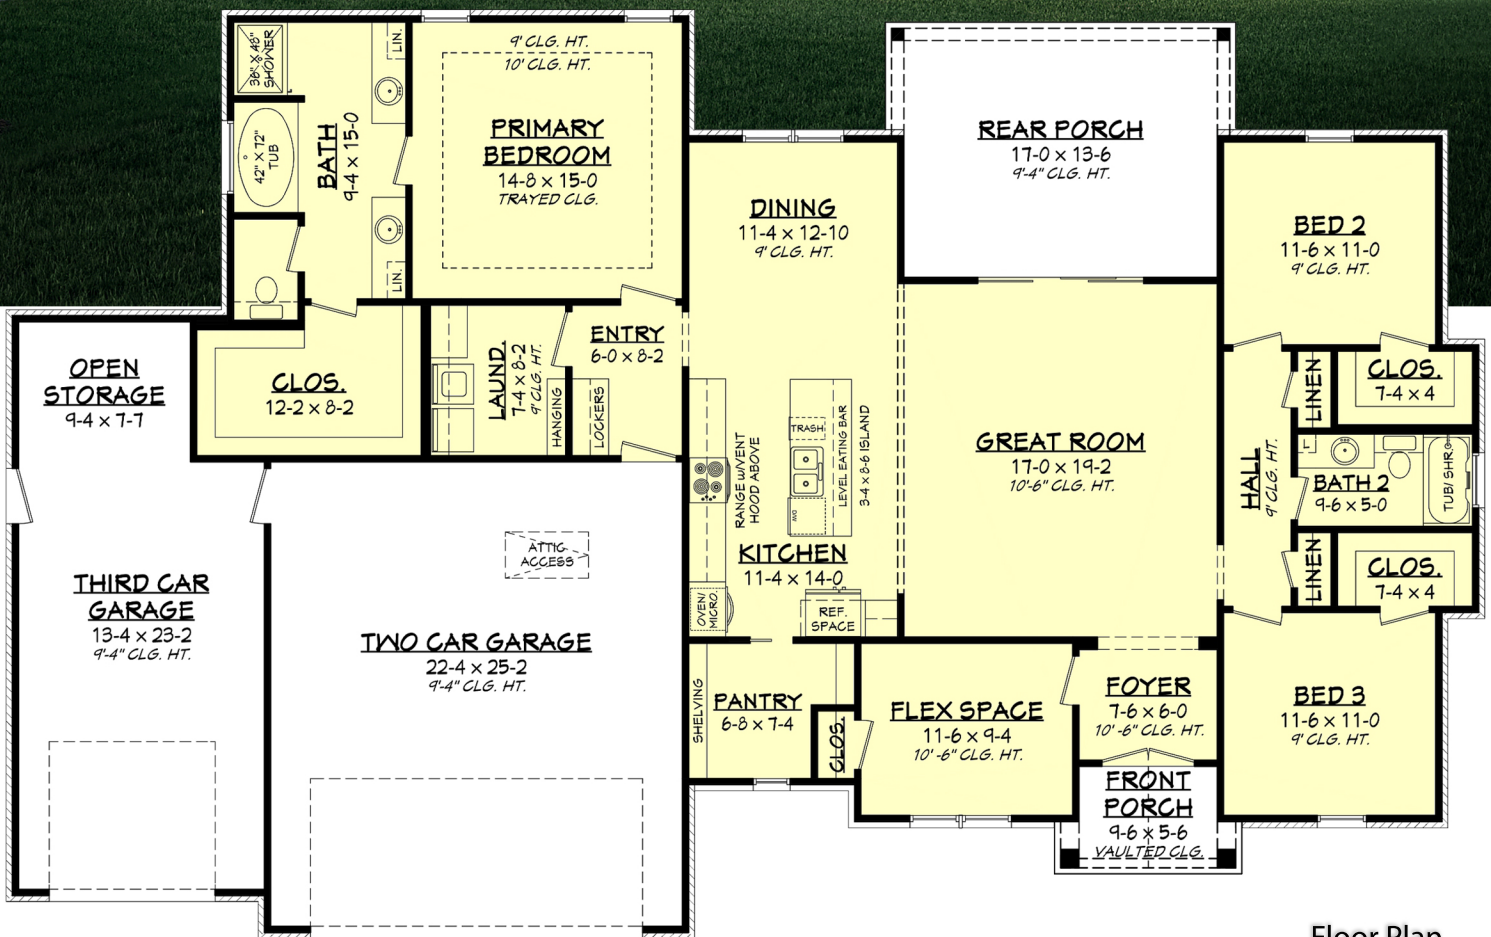 36" X 48"
SHOWER
LIN.
9' CLG. HT.
10' CLG. HT.
PRIMARY
BEDROOM
14-8 x 15-0
TRAYED CLG.
42" X 72"
TUB
BATH
9-4 x 15-0
LIN.
REAR PORCH
17-0 x 13-6
9'-4" CLG. HT.
DINING
11-4 x 12-10
9' CLG. HT.
BED 2
11-6 x 11-0
9' CLG. HT.
OPEN
STORAGE
9-4 x 7-7
CLOS.
12-2 x 8-2
LAUND.
7-4 x 8-2
9' CLG. HT.
HANGING
ENTRY
6-0 x 8-2
LOCKERS
RANGE W/VENT
HOOD ABOVE
TRASH
DW
LEVEL EATING BAR
3-4 x 8-6 ISLAND
GREAT ROOM
17-0 x 19-2
10'-6" CLG. HT.
HALL
9' CLG. HT.
LINEN
CLOS.
7-4 x 4
BATH 2
9-6 x 5-0
TUB/ SHR.
LINEN
CLOS.
7-4 x 4
ATTIC
ACCESS
KITCHEN
11-4 x 14-0
OVEN/
MICRO.
REF.
SPACE
THIRD CAR
GARAGE
13-4 x 23-2
9'-4" CLG. HT.
TWO CAR GARAGE
22-4 x 25-2
9'-4" CLG. HT.
SHELVING
PANTRY
6-8 x 7-4
CLOS.
FLEX SPACE
11-6 x 9-4
10'-6" CLG. HT.
FOYER
7-6 x 6-0
10'-6" CLG. HT.
BED 3
11-6 x 11-0
9' CLG. HT.
FRONT
PORCH
9-6 x 5-6
VAULTED CLG.
Floor Plan